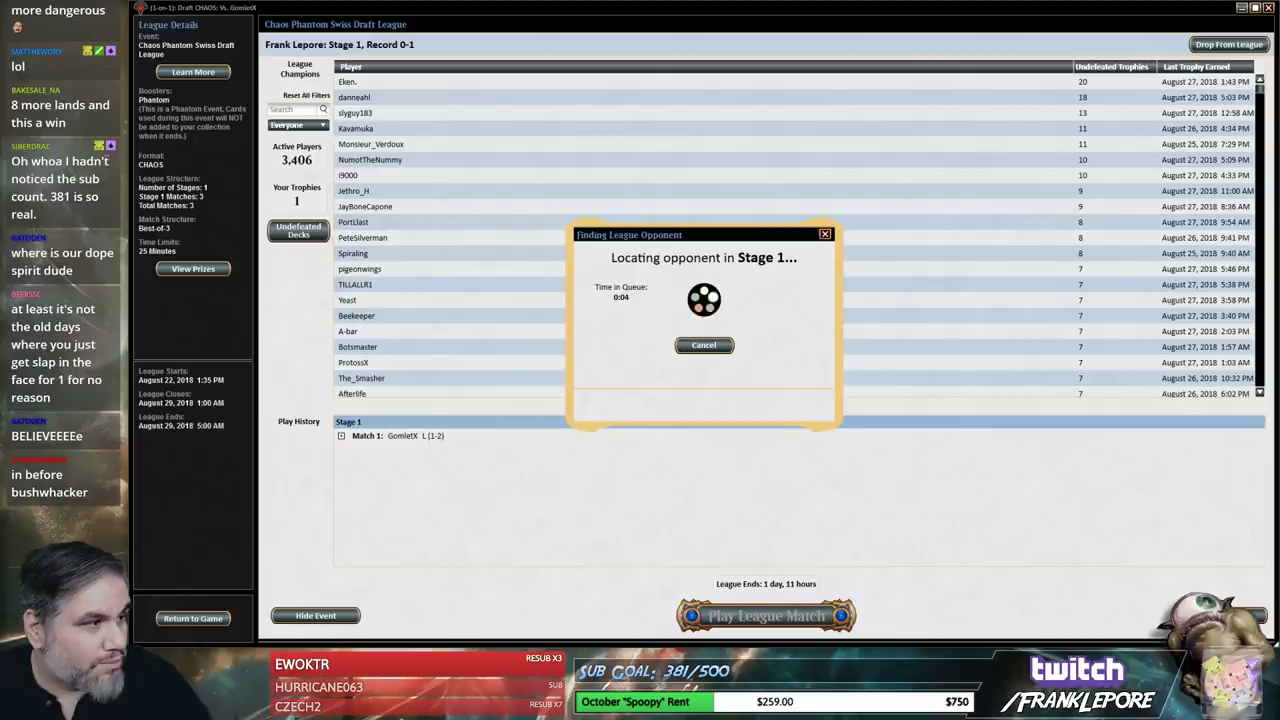 more dangerous
MATTHEWORY
lol
BAKESALE_NA
8 more lands and
this a win
SIBERDRAC
Oh whoa I hadn't
noticed the sub
count. 381 is so
real.
BATODEN
where is our dope
spirit dude
BEERSSC
at least it's not
the old days
where you just
get slap in the
face for 1 for no
reason
BATODEN
BELIEVEEEe
in before
bushwhacker
(1-on-1): Draft CHAOS: Vs. GomletX
League Details
Event:
Chaos Phantom Swiss Draft
League
Learn More
Boosters:
Phantom
(This is a Phantom Event. Cards
used during this event will NOT
be added to your collection
when it ends.)
Format:
CHAOS
League Structure:
Number of Stages: 1
Stage 1 Matches: 3
Total Matches: 3
Match Structure:
Best-of-3
Time Limits:
25 Minutes
View Prizes
League Starts:
August 22, 2018 1:35 PM
League Closes:
August 29, 2018 1:00 AM
League Ends:
August 29, 2018 5:00 AM
Return to Game
Chaos Phantom Swiss Draft League
Frank Lepore: Stage 1, Record 0-1
Drop From League
League
Champions
Reset All Filters
Search
Everyone
Active Players
3,406
Your Trophies
1
Undefeated
Decks
Player Undefeated Trophies Last Trophy Earned
Eken. 20 August 27, 2018 1:43 PM
danneahl 18 August 27, 2018 5:03 PM
slyguy183 13 August 27, 2018 12:58 AM
Kavamuka 11 August 26, 2018 4:34 PM
Monsieur_Verdoux 11 August 25, 2018 7:29 PM
NumotTheNummy 10 August 27, 2018 5:09 PM
i9000 10 August 27, 2018 4:33 PM
Jethro_H 9 August 27, 2018 11:00 AM
JayBoneCapone 9 August 27, 2018 8:36 AM
PortLlast 8 August 27, 2018 9:54 AM
PeteSilverman 8 August 26, 2018 9:41 PM
Spiraling 8 August 25, 2018 9:40 AM
pigeonwings 7 August 27, 2018 5:46 PM
TILLALLR1 7 August 27, 2018 5:38 PM
Yeast 7 August 27, 2018 3:58 PM
Beekeeper 7 August 27, 2018 3:40 PM
A-bar 7 August 27, 2018 2:03 PM
Botsmaster 7 August 27, 2018 1:57 AM
ProtossX 7 August 27, 2018 1:03 AM
The_Smasher 7 August 26, 2018 10:32 PM
Afterlife 7 August 26, 2018 6:02 PM
Finding League Opponent
Locating opponent in Stage 1...
Time in Queue:
0:04
Cancel
Play History
Stage 1
Match 1: GomletX L (1-2)
League Ends: 1 day, 11 hours
Hide Event
Play League Match
EWOKTR RESUB X3
HURRICANE063 SUB
CZECH2 RESUB X7
SUB GOAL: 381/500
October "Spoopy" Rent $259.00 $750
twitch
/FRANKLEPORE